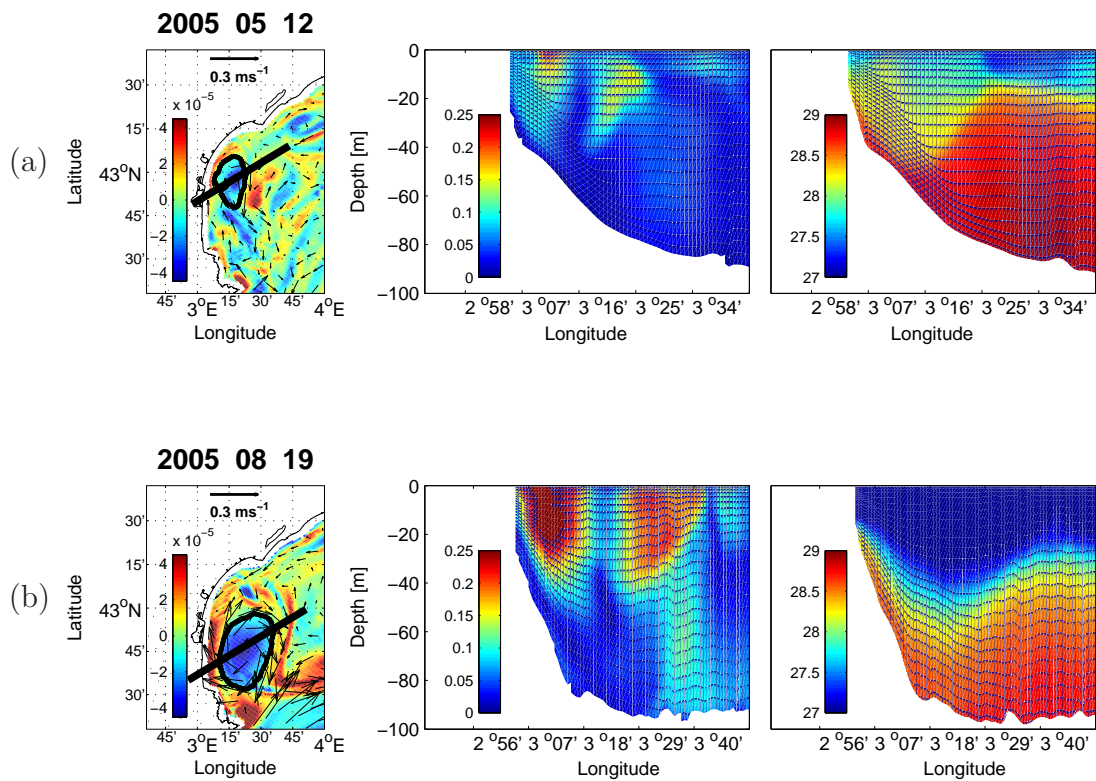 2005 05 12
(a)
0.3 ms⁻¹
x 10⁻⁵
4
2
0
−2
−4
Latitude
30'
15'
43°N
45'
30'
45' 3°E 15' 30' 45' 4°E
Longitude
Depth [m]
0
−20
−40
−60
−80
−100
0.25
0.2
0.15
0.1
0.05
0
2°58' 3°07' 3°16' 3°25' 3°34'
Longitude
29
28.5
28
27.5
27
2°58' 3°07' 3°16' 3°25' 3°34'
Longitude
2005 08 19
(b)
0.3 ms⁻¹
x 10⁻⁵
4
2
0
−2
−4
Latitude
30'
15'
43°N
45'
30'
45' 3°E 15' 30' 45' 4°E
Longitude
Depth [m]
0
−20
−40
−60
−80
−100
0.25
0.2
0.15
0.1
0.05
0
2°56' 3°07' 3°18' 3°29' 3°40'
Longitude
29
28.5
28
27.5
27
2°56' 3°07' 3°18' 3°29' 3°40'
Longitude